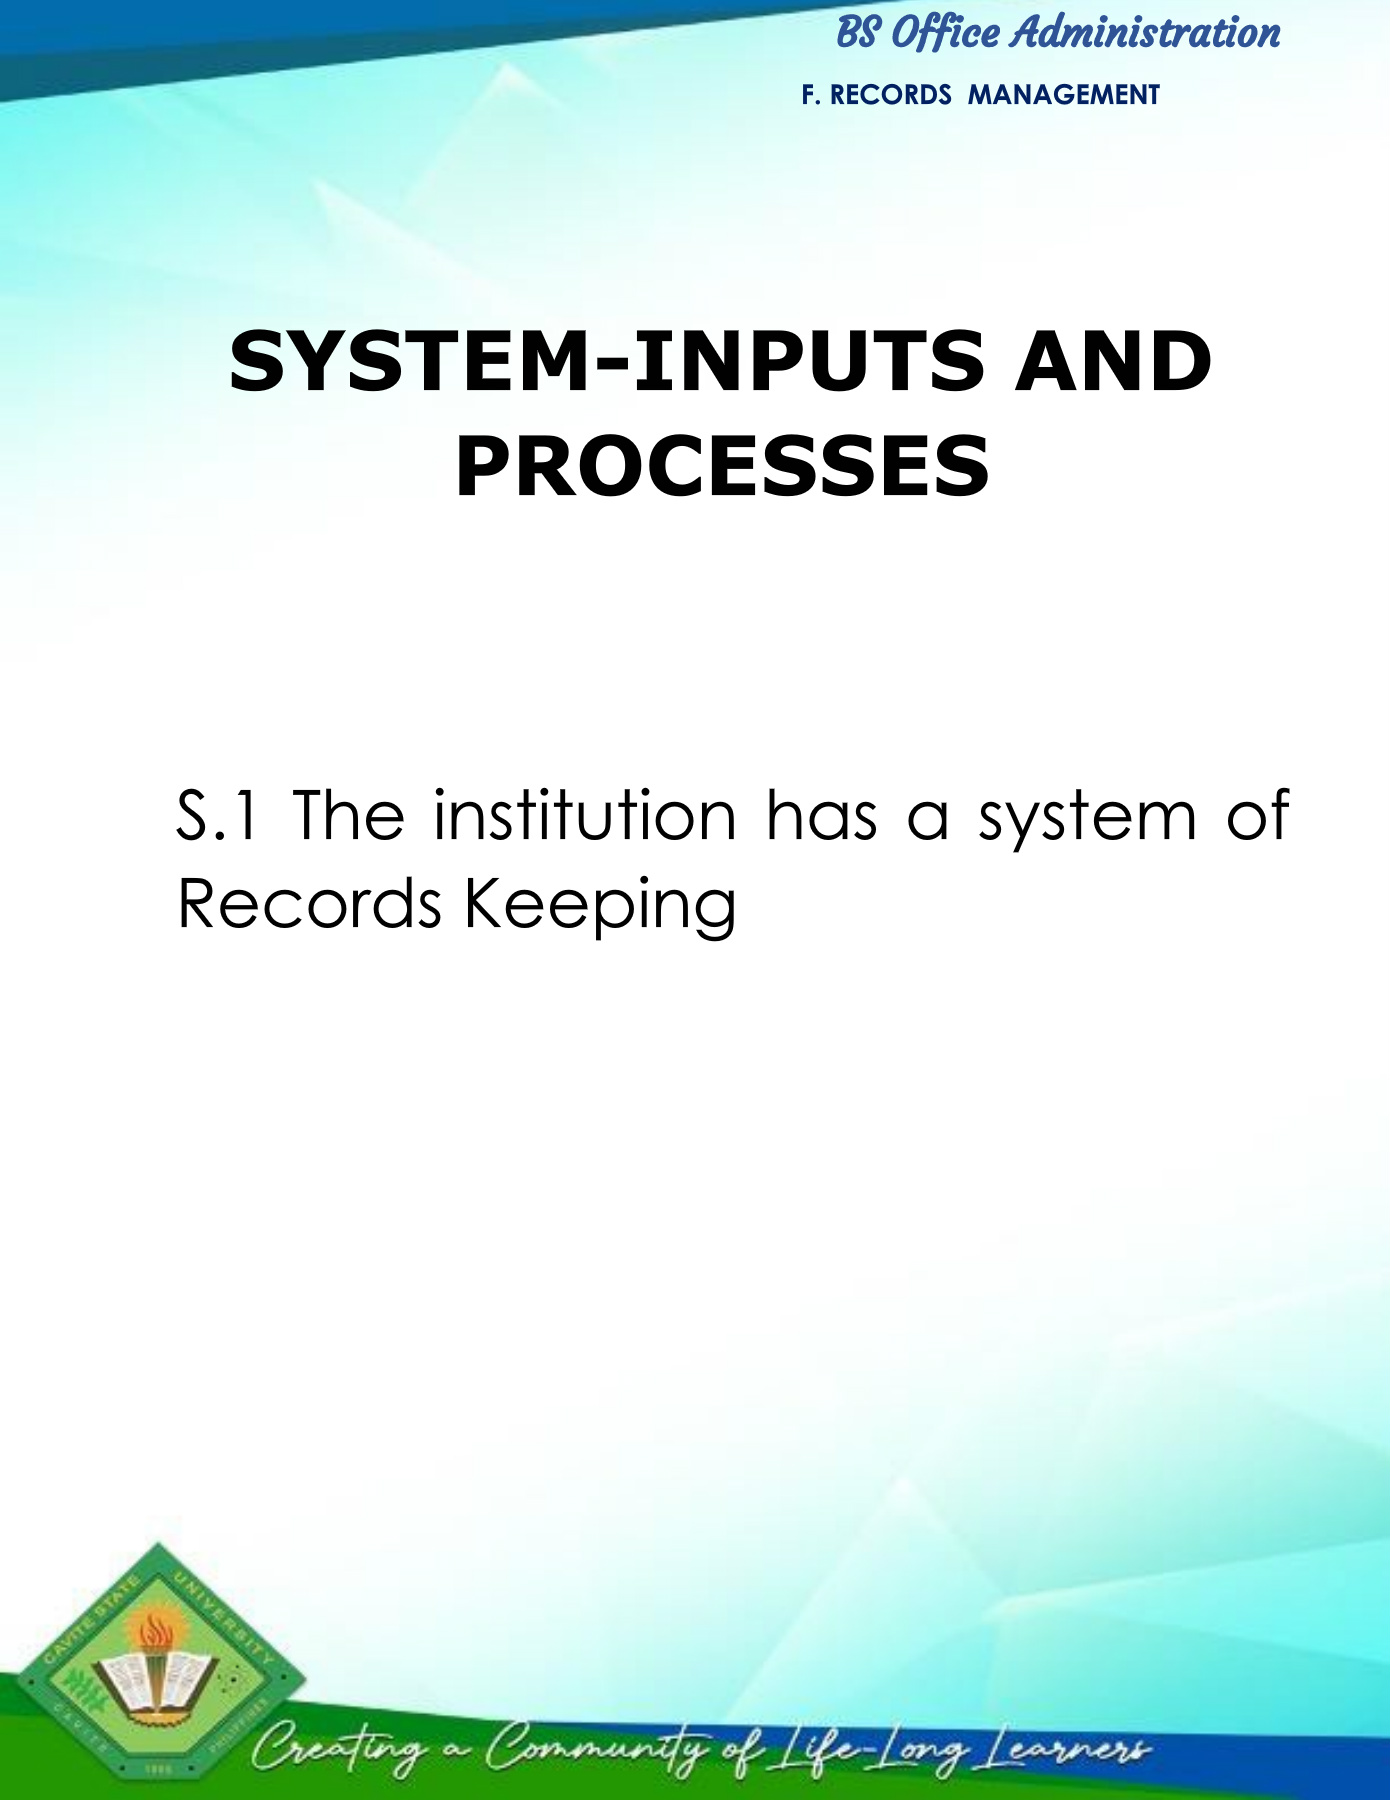 BS Office Administration
F. RECORDS MANAGEMENT
SYSTEM-INPUTS AND
PROCESSES
S.1 The institution has a system of
Records Keeping
CAVITE STATE UNIVERSITY
CAVITE
PHILIPPINES
Creating a Community of Life-Long Learners